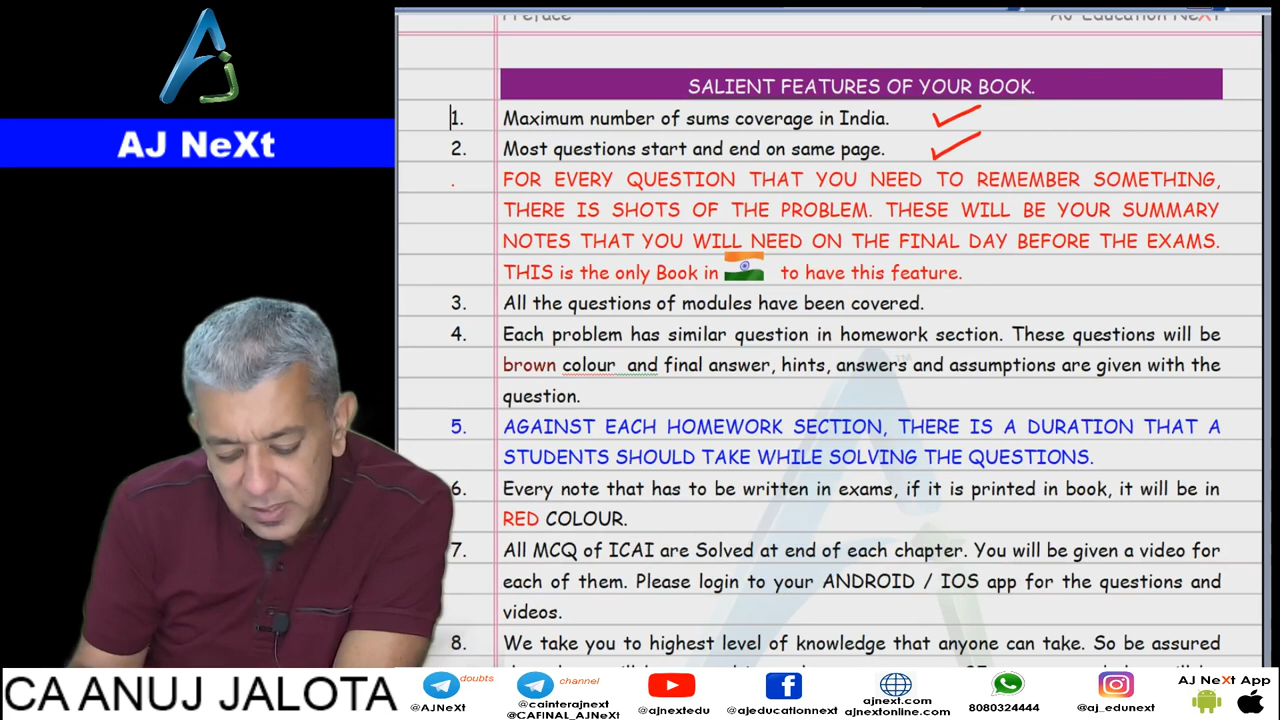 Preface
AJ Education NeXT
AJ NeXt
SALIENT FEATURES OF YOUR BOOK.
1. Maximum number of sums coverage in India.
2. Most questions start and end on same page.
. FOR EVERY QUESTION THAT YOU NEED TO REMEMBER SOMETHING,
THERE IS SHOTS OF THE PROBLEM. THESE WILL BE YOUR SUMMARY
NOTES THAT YOU WILL NEED ON THE FINAL DAY BEFORE THE EXAMS.
THIS is the only Book in to have this feature.
3. All the questions of modules have been covered.
4. Each problem has similar question in homework section. These questions will be
brown colour and final answer, hints, answers and assumptions are given with the
question.
5. AGAINST EACH HOMEWORK SECTION, THERE IS A DURATION THAT A
STUDENTS SHOULD TAKE WHILE SOLVING THE QUESTIONS.
6. Every note that has to be written in exams, if it is printed in book, it will be in
RED COLOUR.
7. All MCQ of ICAI are Solved at end of each chapter. You will be given a video for
each of them. Please login to your ANDROID / IOS app for the questions and
videos.
8. We take you to highest level of knowledge that anyone can take. So be assured
TM
CA ANUJ JALOTA
doubts
@AJNeXt
channel
@cainterajnext
@CAFINAL_AJNeXt
@ajnextedu
@ajeducationnext
ajnext.com
ajnextonline.com
8080324444
@aj_edunext
AJ NeXt App